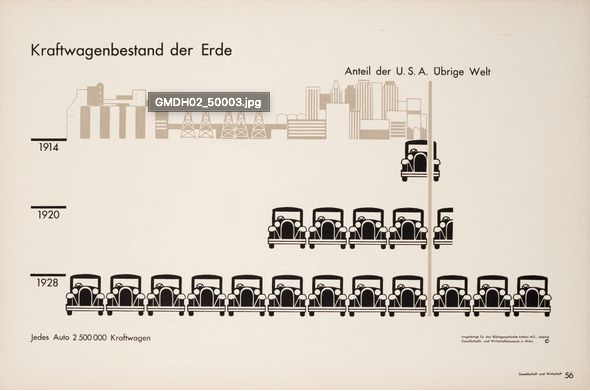 Kraftwagenbestand der Erde
Anteil der U.S.A. Übrige Welt
GMDH02_50003.jpg
1914
1920
1928
Jedes Auto 2 500 000 Kraftwagen
Angefertigt für das Bibliographische Institut AG., Leipzig
Gesellschafts- und Wirtschaftsmuseum in Wien ©
Gesellschaft und Wirtschaft 56